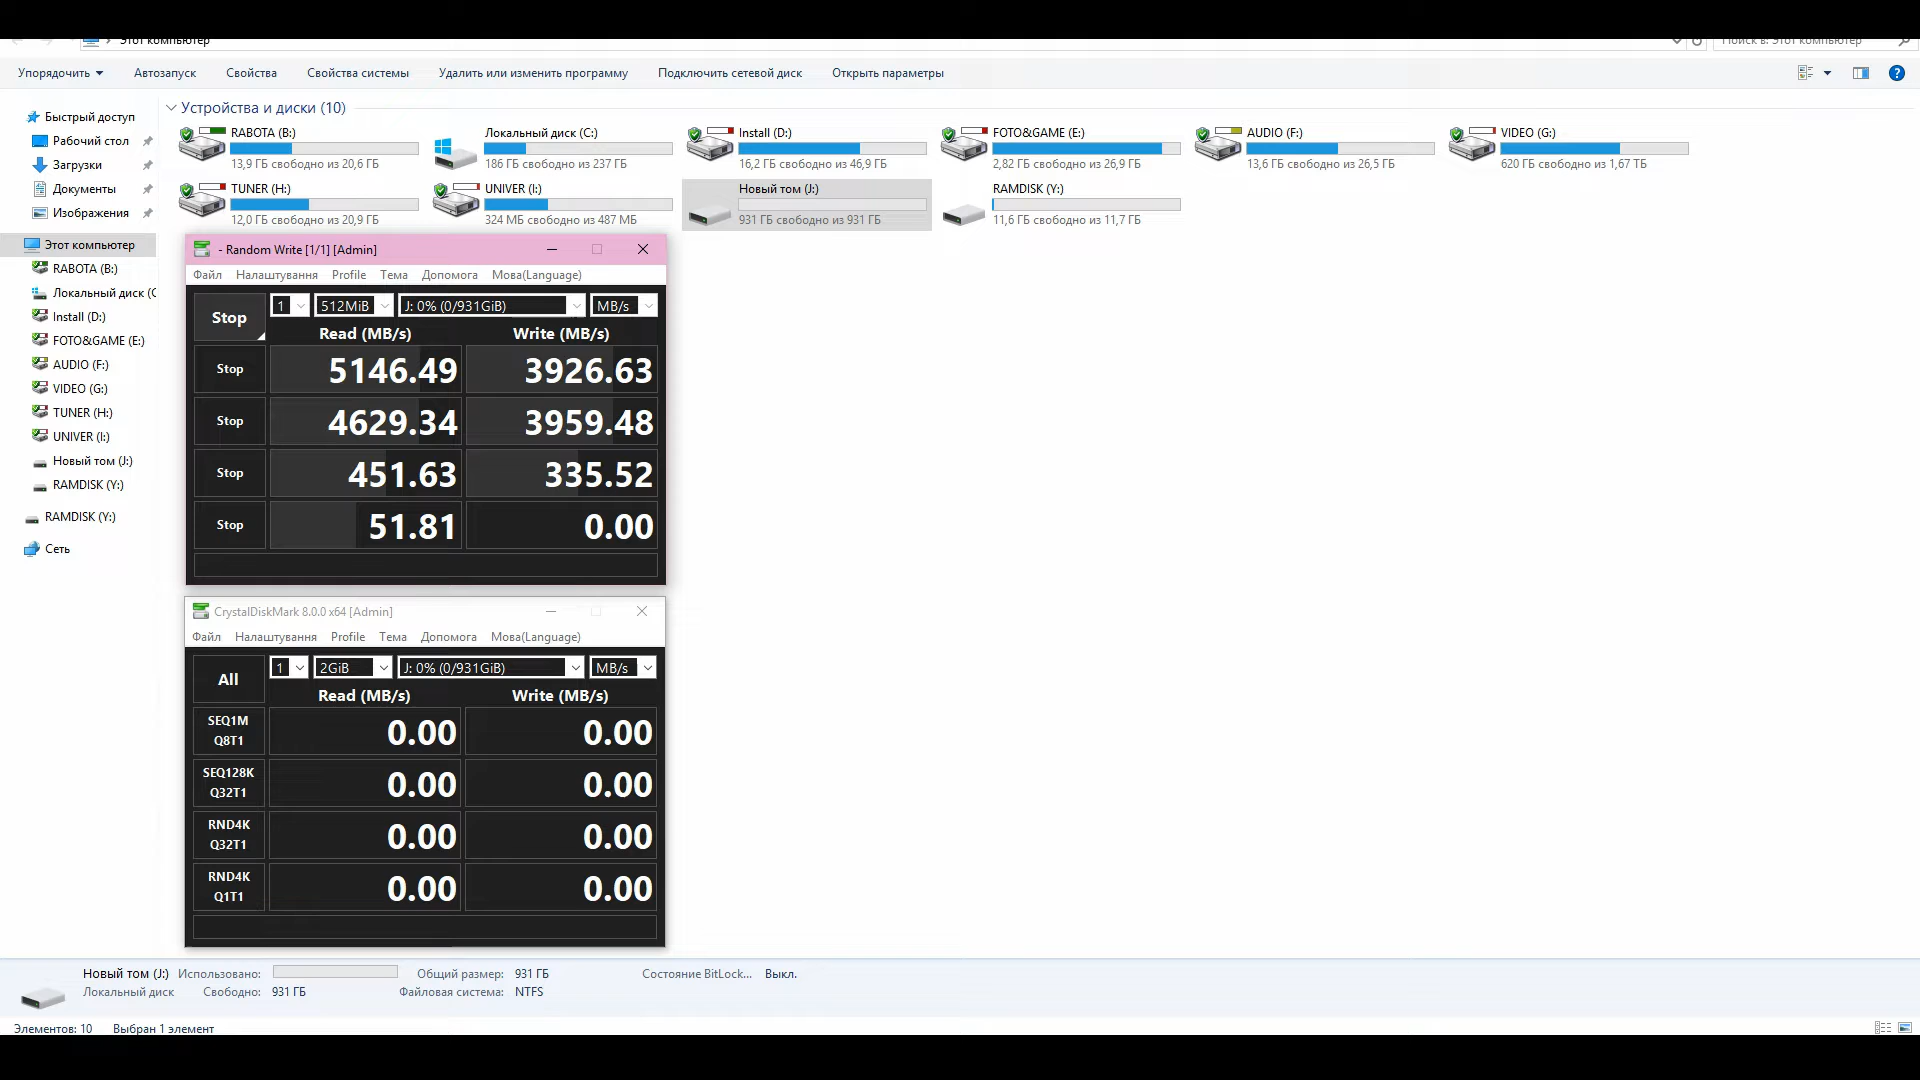 Этот компьютер
Поиск в: Этот компьютер
Упорядочить Автозапуск Свойства Свойства системы Удалить или изменить программу Подключить сетевой диск Открыть параметры
Быстрый доступ
Рабочий стол
Загрузки
Документы
Изображения
Этот компьютер
RABOTA (B:)
Локальный диск (C
Install (D:)
FOTO&GAME (E:)
AUDIO (F:)
VIDEO (G:)
TUNER (H:)
UNIVER (I:)
Новый том (J:)
RAMDISK (Y:)
RAMDISK (Y:)
Сеть
Устройства и диски (10)
RABOTA (B:)
13,9 ГБ свободно из 20,6 ГБ
Локальный диск (C:)
186 ГБ свободно из 237 ГБ
Install (D:)
16,2 ГБ свободно из 46,9 ГБ
FOTO&GAME (E:)
2,82 ГБ свободно из 26,9 ГБ
AUDIO (F:)
13,6 ГБ свободно из 26,5 ГБ
VIDEO (G:)
620 ГБ свободно из 1,67 ТБ
TUNER (H:)
12,0 ГБ свободно из 20,9 ГБ
UNIVER (I:)
324 МБ свободно из 487 МБ
Новый том (J:)
931 ГБ свободно из 931 ГБ
RAMDISK (Y:)
11,6 ГБ свободно из 11,7 ГБ
- Random Write [1/1] [Admin]
Файл Налаштування Profile Тема Допомога Мова(Language)
Stop 1 512MiB J: 0% (0/931GiB) MB/s
Read (MB/s) Write (MB/s)
Stop 5146.49 3926.63
Stop 4629.34 3959.48
Stop 451.63 335.52
Stop 51.81 0.00
CrystalDiskMark 8.0.0 x64 [Admin]
Файл Налаштування Profile Тема Допомога Мова(Language)
All 1 2GiB J: 0% (0/931GiB) MB/s
Read (MB/s) Write (MB/s)
SEQ1M
Q8T1
0.00 0.00
SEQ128K
Q32T1
0.00 0.00
RND4K
Q32T1
0.00 0.00
RND4K
Q1T1
0.00 0.00
Новый том (J:) Использовано: Общий размер: 931 ГБ Состояние BitLock... Выкл.
Локальный диск Свободно: 931 ГБ Файловая система: NTFS
Элементов: 10 Выбран 1 элемент